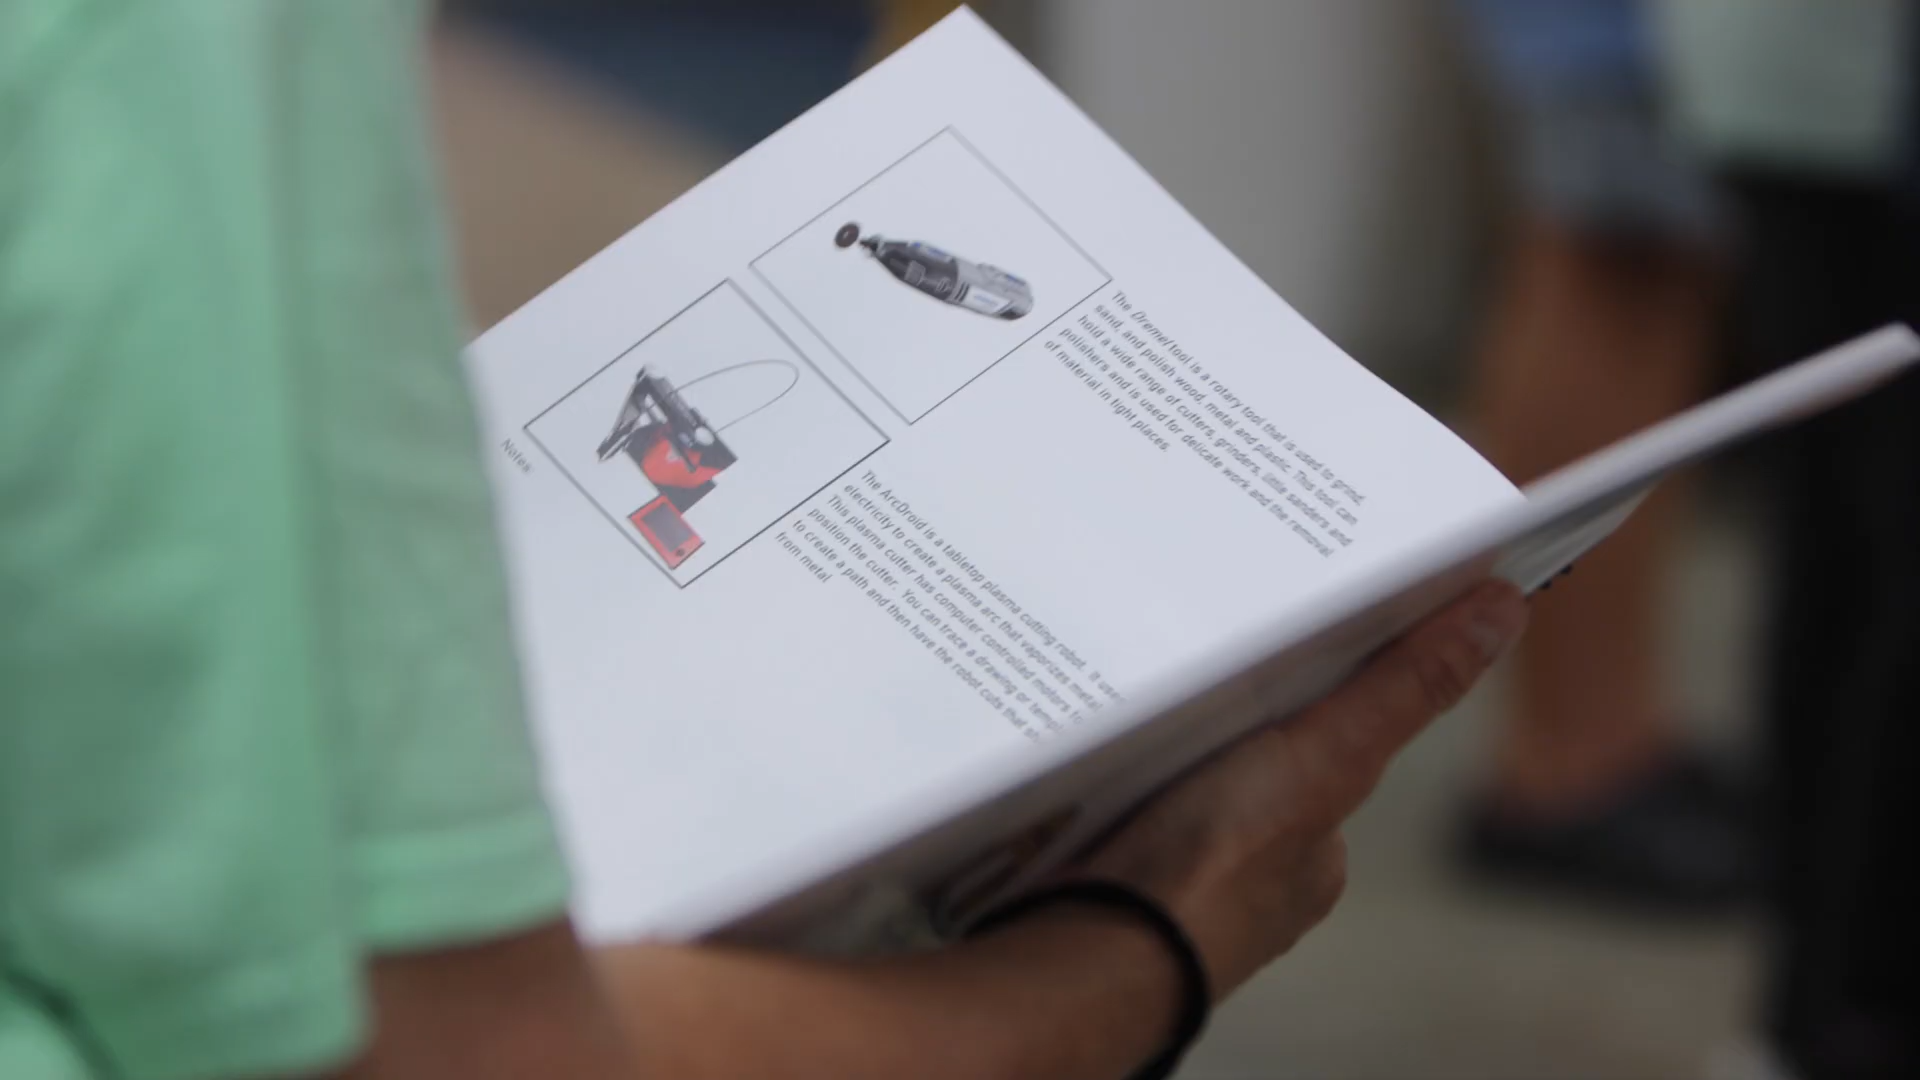 The Dremel tool is a rotary tool that is used to grind,
sand, and polish wood, metal and plastic. This tool can
hold a wide range of cutters, grinders, little sanders and
polishers and is used for delicate work and the removal
of material in tight places.
The ArcDroid is a tabletop plasma cutting robot. It uses
electricity to create a plasma arc that vaporizes metal.
This plasma cutter has computer controlled motors to
position the cutter. You can trace a drawing or templ
to create a path and then have the robot cuts that sh
from metal.
Notes: